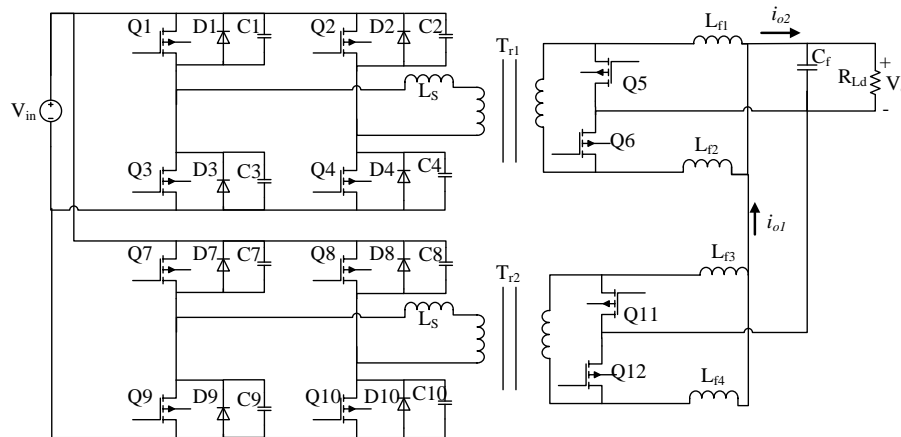 Q1 D1 C1 Q2 D2 C2
L_f1 i_o2
T_r1
C_f
Q5
R_Ld + V -
V_in
L_S
Q6
L_f2
Q3 D3 C3 Q4 D4 C4
i_o1
Q7 D7 C7 Q8 D8 C8
L_f3
T_r2
L_S
Q11
Q12
L_f4
Q9 D9 C9 Q10 D10 C10